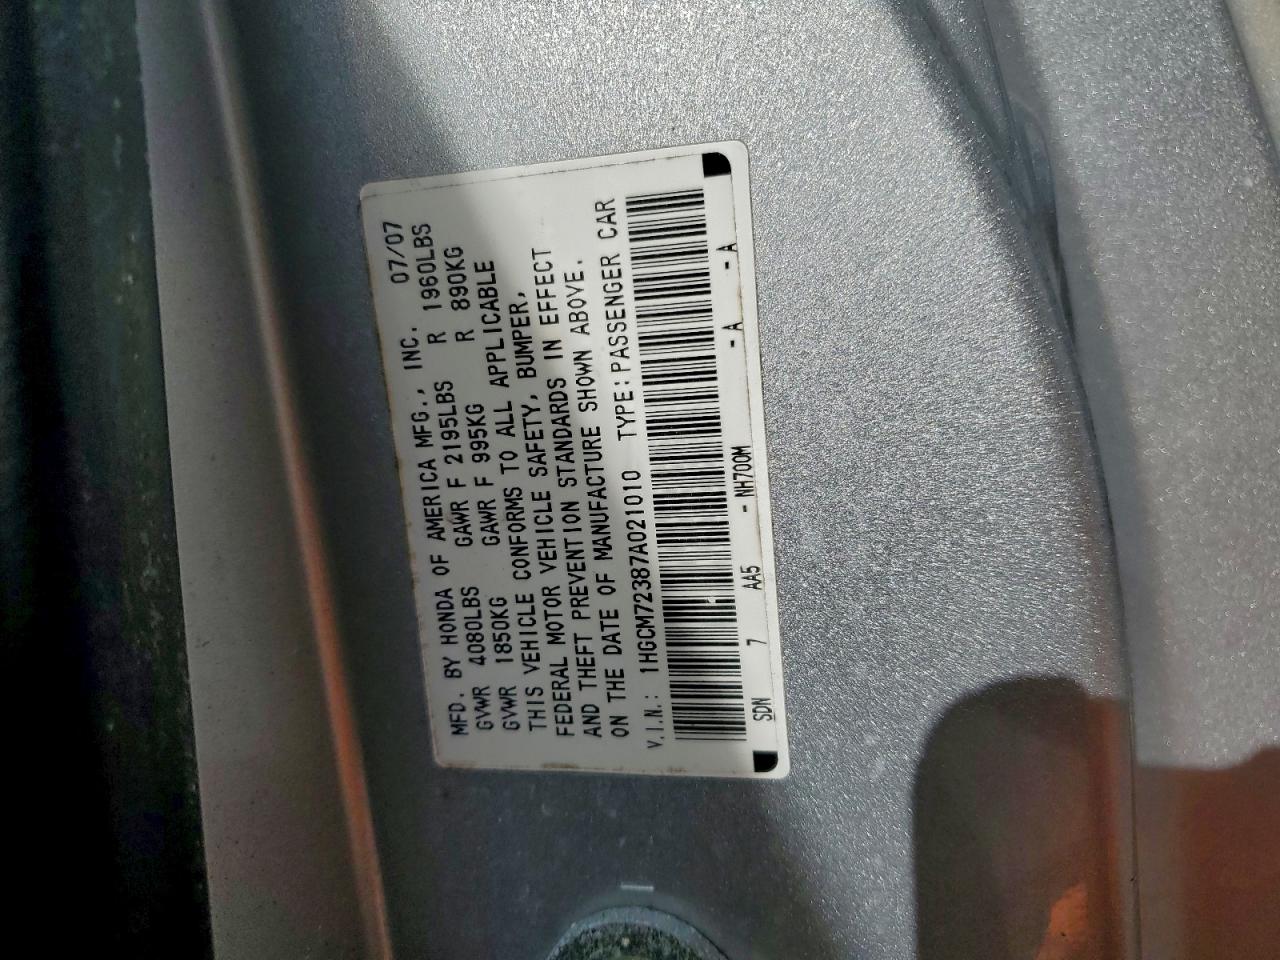 MFD. BY HONDA OF AMERICA MFG., INC. 07/07
GVWR 4080LBS GAWR F 2195LBS R 1960LBS
GVWR 1850KG GAWR F 995KG R 890KG
THIS VEHICLE CONFORMS TO ALL APPLICABLE
FEDERAL MOTOR VEHICLE SAFETY, BUMPER,
AND THEFT PREVENTION STANDARDS IN EFFECT
ON THE DATE OF MANUFACTURE SHOWN ABOVE.
V.I.N.: 1HGCM72387A021010 TYPE:PASSENGER CAR
SDN 7 AA5 - NH700M - A - A